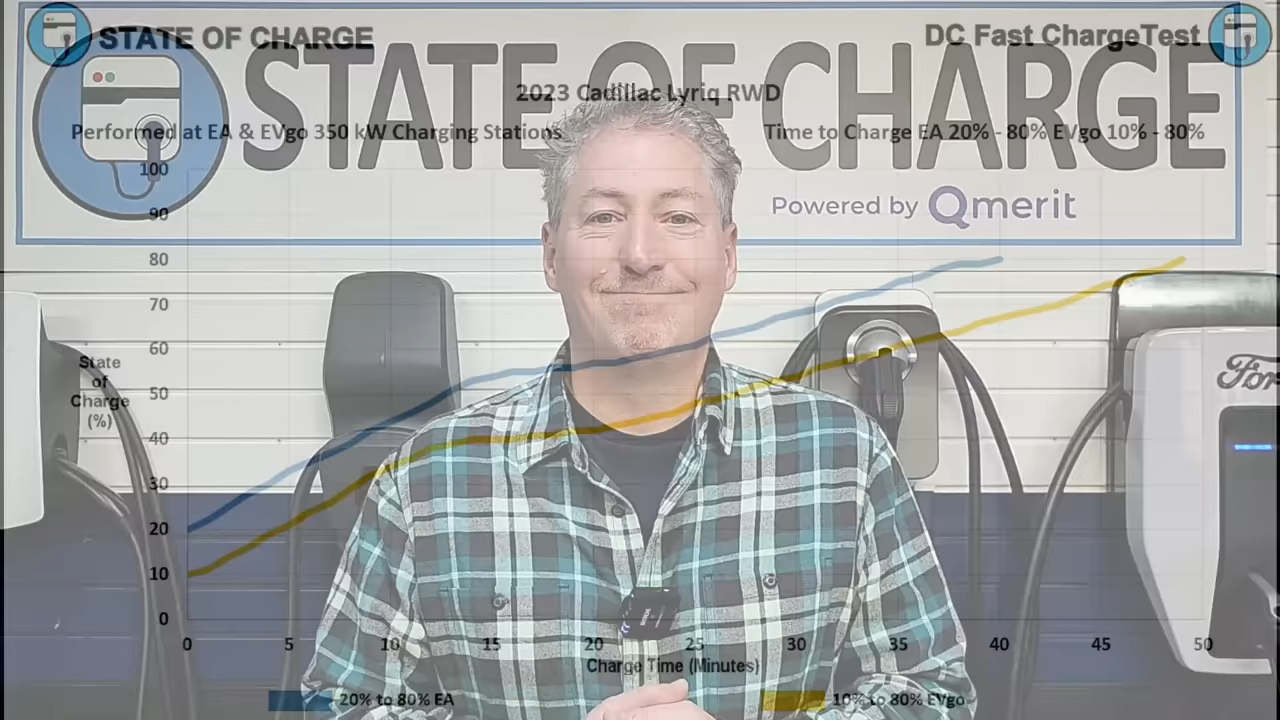 STATE OF CHARGE
DC Fast ChargeTest
STATE OF CHARGE
2023 Cadillac Lyriq RWD
Performed at EA & EVgo 350 kW Charging Stations
Time to Charge EA 20% - 80% EVgo 10% - 80%
Powered by Qmerit
100
90
80
70
60
50
40
30
20
10
0
State
of
Charge
(%)
Ford
0 5 10 15 20 25 30 35 40 45 50
Charge Time (Minutes)
20% to 80% EA
10% to 80% EVgo